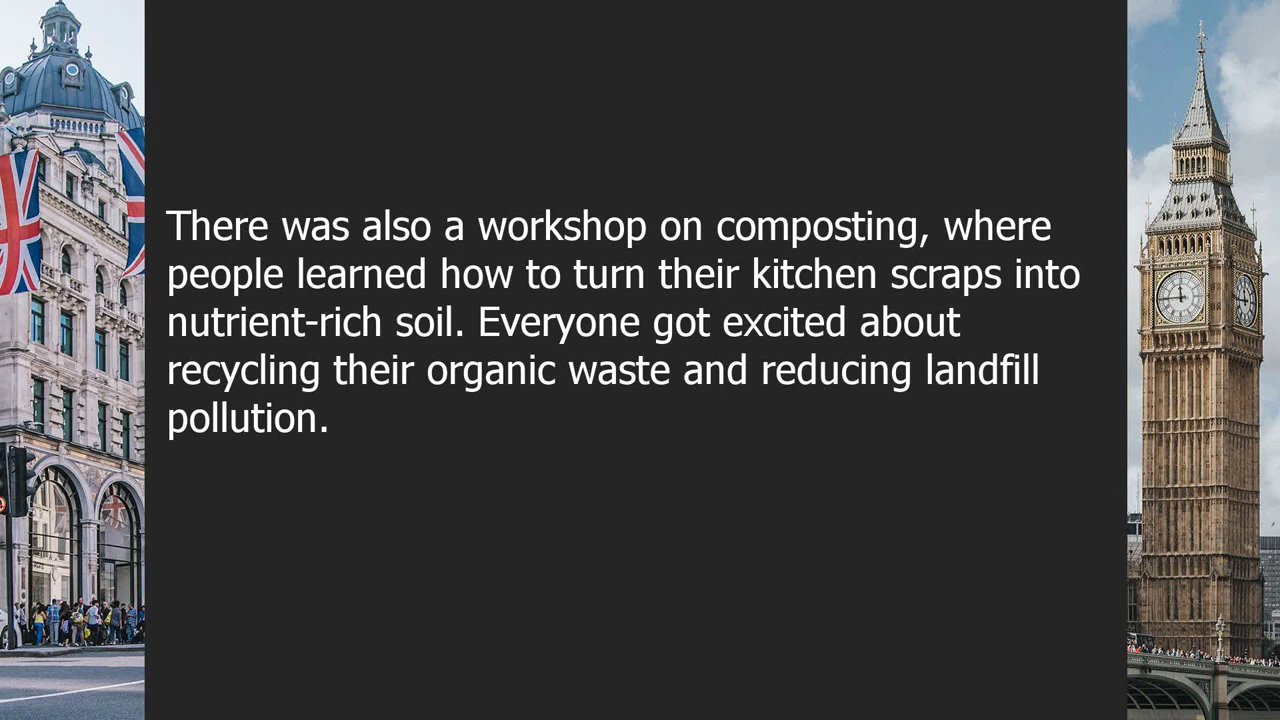 There was also a workshop on composting, where
people learned how to turn their kitchen scraps into
nutrient-rich soil. Everyone got excited about
recycling their organic waste and reducing landfill
pollution.